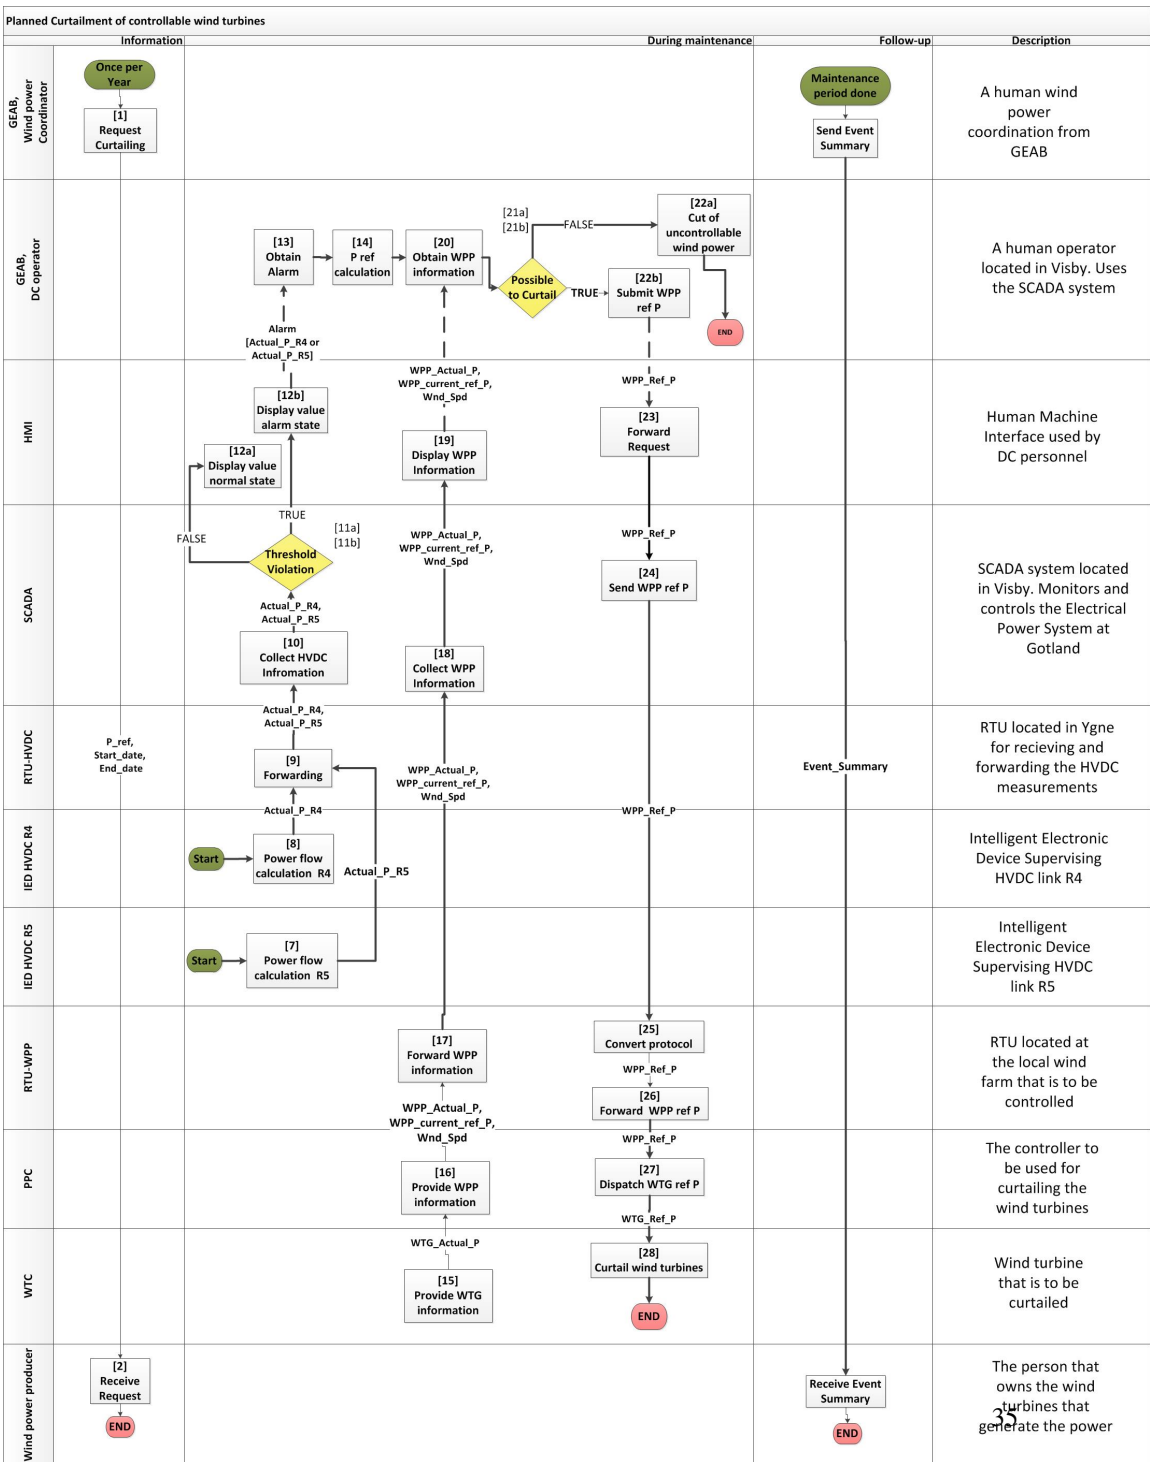 Planned Curtailment of controllable wind turbines
Information
During maintenance
Follow-up
Description
GEAB,
Wind power
Coordinator
Once per
Year
[1]
Request
Curtailing
Maintenance
period done
Send Event
Summary
A human wind
power
coordination from
GEAB
GEAB,
DC operator
[13]
Obtain
Alarm
[14]
P ref
calculation
[20]
Obtain WPP
information
[21a]
[21b]
Possible
to Curtail
FALSE
TRUE
[22a]
Cut of
uncontrollable
wind power
[22b]
Submit WPP
ref P
END
A human operator
located in Visby. Uses
the SCADA system
Alarm
[Actual_P_R4 or
Actual_P_R5]
WPP_Actual_P,
WPP_current_ref_P,
Wnd_Spd
WPP_Ref_P
HMI
[12b]
Display value
alarm state
[12a]
Display value
normal state
[19]
Display WPP
Information
[23]
Forward
Request
Human Machine
Interface used by
DC personnel
SCADA
TRUE
FALSE
[11a]
[11b]
Threshold
Violation
WPP_Actual_P,
WPP_current_ref_P,
Wnd_Spd
WPP_Ref_P
[24]
Send WPP ref P
Actual_P_R4,
Actual_P_R5
[10]
Collect HVDC
Infromation
[18]
Collect WPP
Information
SCADA system located
in Visby. Monitors and
controls the Electrical
Power System at
Gotland
RTU-HVDC
P_ref,
Start_date,
End_date
Actual_P_R4,
Actual_P_R5
[9]
Forwarding
WPP_Actual_P,
WPP_current_ref_P,
Wnd_Spd
Event_Summary
RTU located in Ygne
for recieving and
forwarding the HVDC
measurements
IED HVDC R4
Actual_P_R4
WPP_Ref_P
Start
[8]
Power flow
calculation R4
Actual_P_R5
Intelligent Electronic
Device Supervising
HVDC link R4
IED HVDC R5
Start
[7]
Power flow
calculation R5
Intelligent
Electronic Device
Supervising HVDC
link R5
RTU-WPP
[17]
Forward WPP
information
[25]
Convert protocol
WPP_Ref_P
[26]
Forward WPP ref P
WPP_Actual_P,
WPP_current_ref_P,
Wnd_Spd
RTU located at
the local wind
farm that is to be
controlled
PPC
WPP_Ref_P
[16]
Provide WPP
information
[27]
Dispatch WTG ref P
WTG_Ref_P
The controller to
be used for
curtailing the
wind turbines
WTC
WTG_Actual_P
[15]
Provide WTG
information
[28]
Curtail wind turbines
END
Wind turbine
that is to be
curtailed
Wind power producer
[2]
Receive
Request
END
Receive Event
Summary
END
The person that
owns the wind
turbines that
generate the power
35